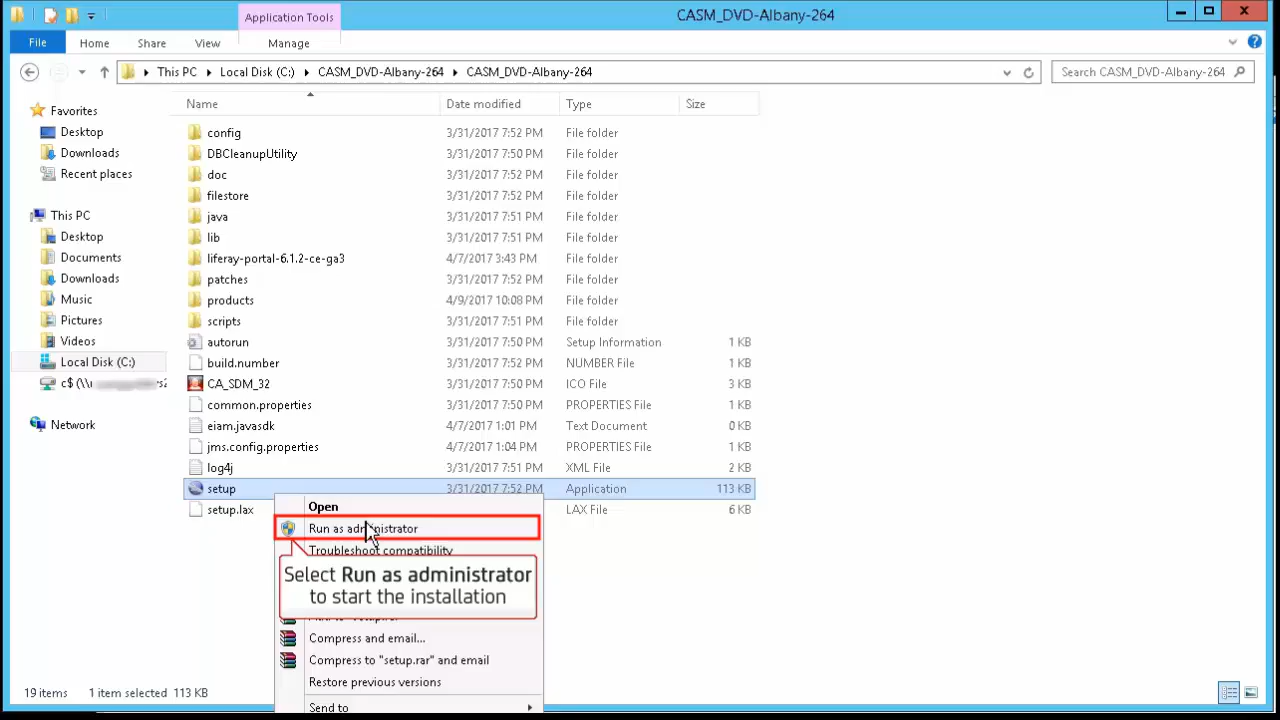 Application Tools
CASM_DVD-Albany-264
File
Home
Share
View
Manage
This PC
Local Disk (C:)
CASM_DVD-Albany-264
CASM_DVD-Albany-264
Search CASM_DVD-Albany-264
Name
Date modified
Type
Size
Favorites
Desktop
Downloads
Recent places
This PC
Desktop
Documents
Downloads
Music
Pictures
Videos
Local Disk (C:)
c$ (\\
Network
config 3/31/2017 7:52 PM File folder
DBCleanupUtility 3/31/2017 7:50 PM File folder
doc 3/31/2017 7:52 PM File folder
filestore 3/31/2017 7:52 PM File folder
java 3/31/2017 7:51 PM File folder
lib 3/31/2017 7:51 PM File folder
liferay-portal-6.1.2-ce-ga3 4/7/2017 3:43 PM File folder
patches 3/31/2017 7:52 PM File folder
products 4/9/2017 10:08 PM File folder
scripts 3/31/2017 7:51 PM File folder
autorun 3/31/2017 7:50 PM Setup Information 1 KB
build.number 3/31/2017 7:52 PM NUMBER File 1 KB
CA_SDM_32 3/31/2017 7:50 PM ICO File 3 KB
common.properties 3/31/2017 7:50 PM PROPERTIES File 1 KB
eiam.javasdk 4/7/2017 1:01 PM Text Document 0 KB
jms.config.properties 4/7/2017 1:04 PM PROPERTIES File 1 KB
log4j 3/31/2017 7:51 PM XML File 2 KB
setup 3/31/2017 7:52 PM Application 113 KB
setup.lax LAX File 6 KB
Open
Run as administrator
Troubleshoot compatibility
Select Run as administrator
to start the installation
Compress and email...
Compress to "setup.rar" and email
Restore previous versions
Send to
19 items 1 item selected 113 KB